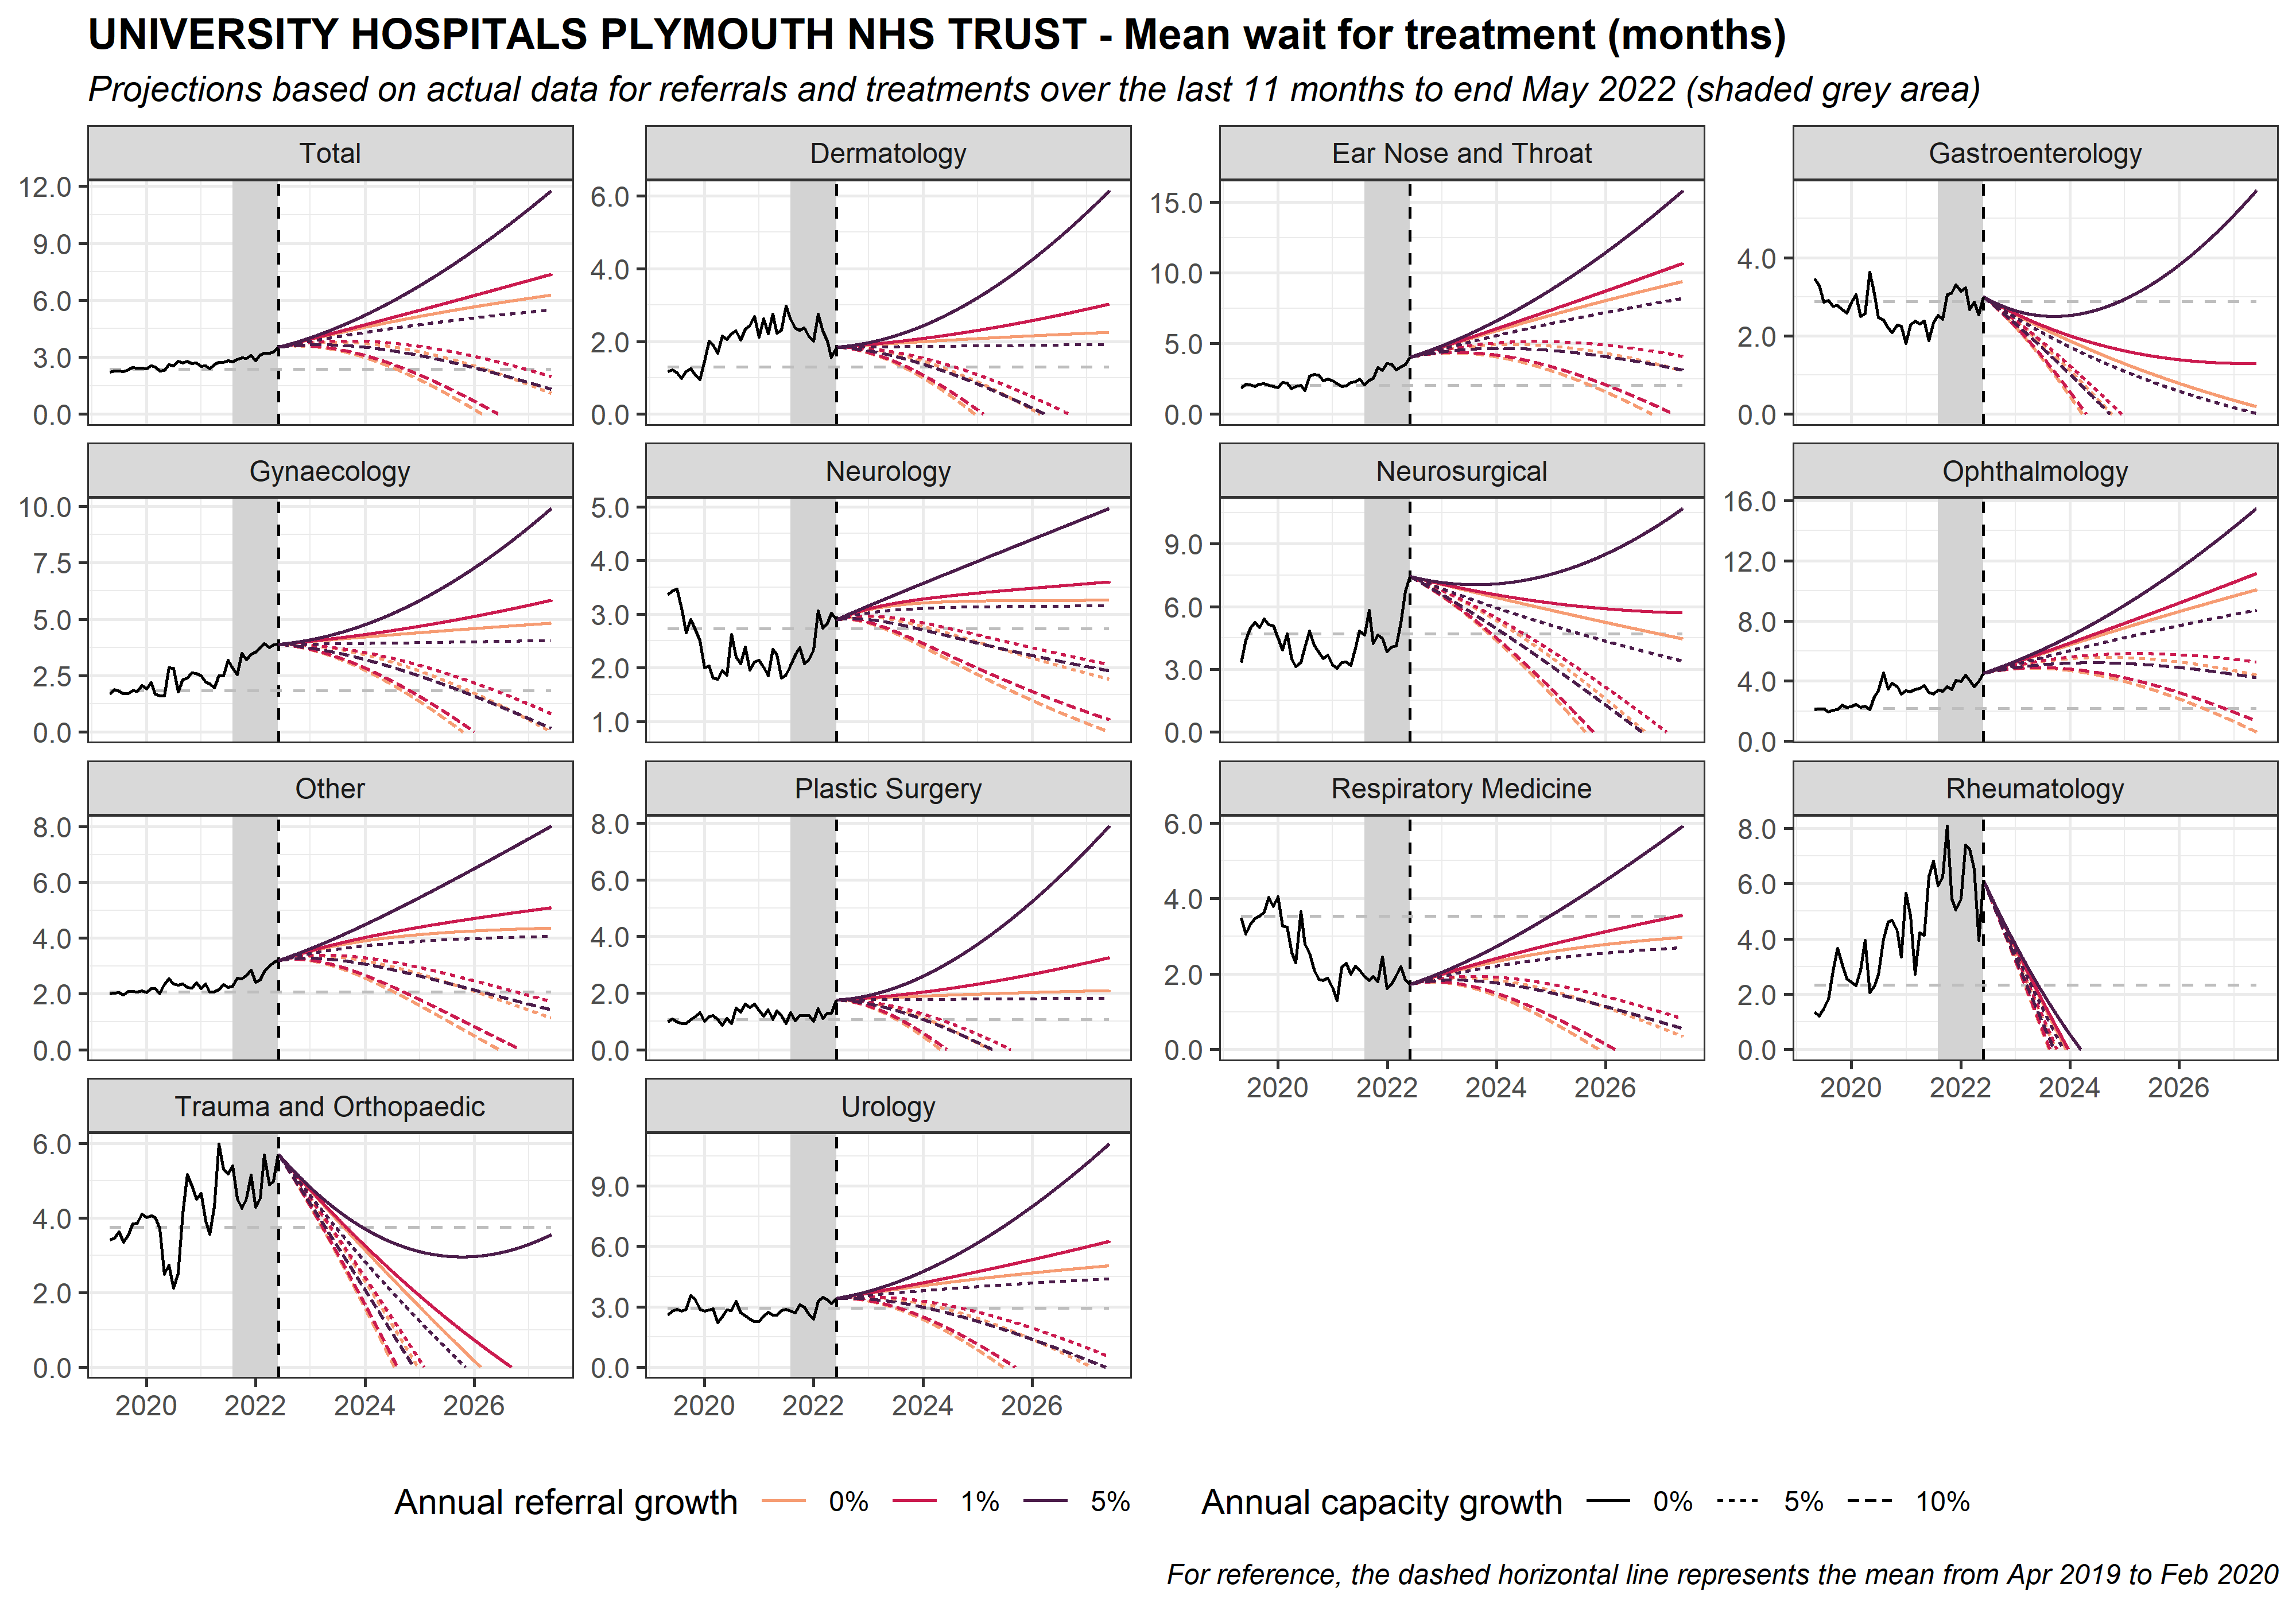 UNIVERSITY HOSPITALS PLYMOUTH NHS TRUST - Mean wait for treatment (months)
Projections based on actual data for referrals and treatments over the last 11 months to end May 2022 (shaded grey area)
Total
12.0
9.0
6.0
3.0
0.0
Dermatology
6.0
4.0
2.0
0.0
Ear Nose and Throat
15.0
10.0
5.0
0.0
Gastroenterology
4.0
2.0
0.0
Gynaecology
10.0
7.5
5.0
2.5
0.0
Neurology
5.0
4.0
3.0
2.0
1.0
Neurosurgical
9.0
6.0
3.0
0.0
Ophthalmology
16.0
12.0
8.0
4.0
0.0
Other
8.0
6.0
4.0
2.0
0.0
Plastic Surgery
8.0
6.0
4.0
2.0
0.0
Respiratory Medicine
6.0
4.0
2.0
0.0
2020 2022 2024 2026
Rheumatology
8.0
6.0
4.0
2.0
0.0
2020 2022 2024 2026
Trauma and Orthopaedic
6.0
4.0
2.0
0.0
2020 2022 2024 2026
Urology
9.0
6.0
3.0
0.0
2020 2022 2024 2026
Annual referral growth 0% 1% 5%
Annual capacity growth 0% 5% 10%
For reference, the dashed horizontal line represents the mean from Apr 2019 to Feb 2020